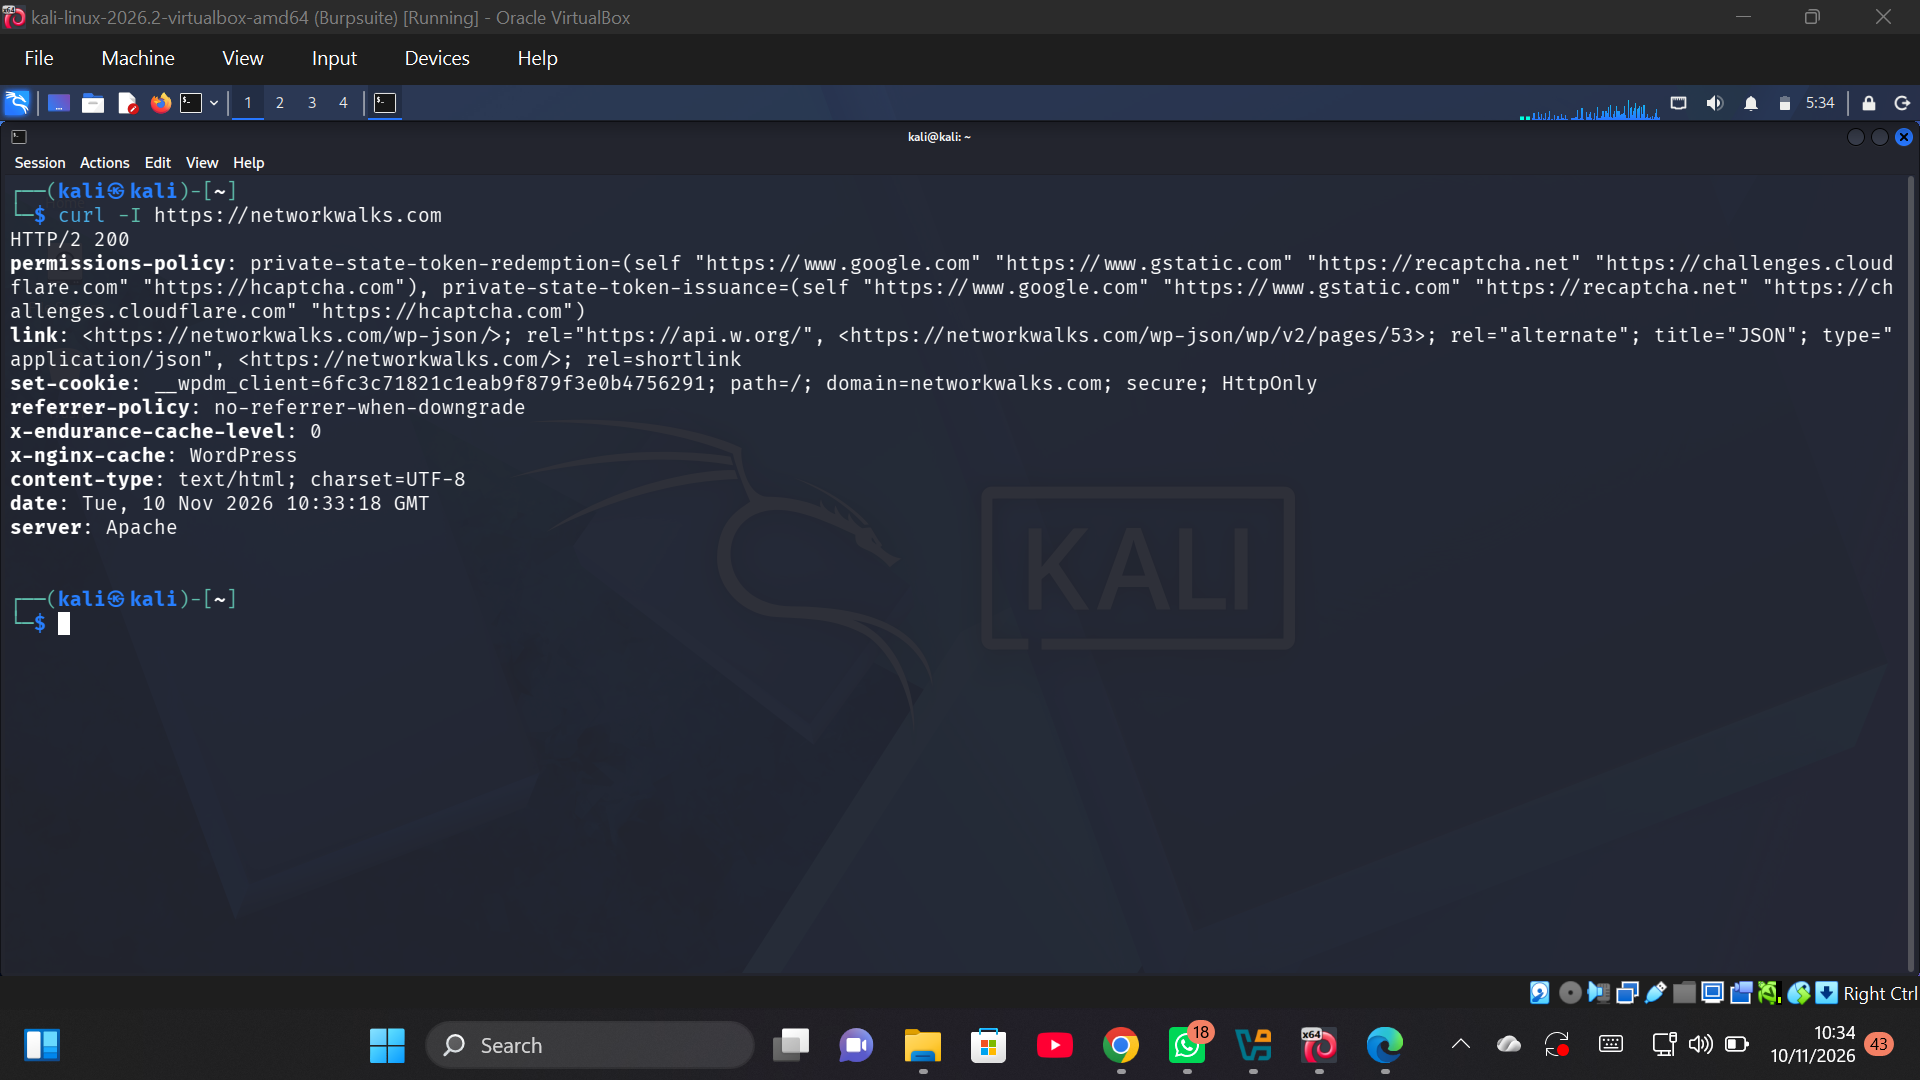 kali-linux-2026.2-virtualbox-amd64 (Burpsuite) [Running] - Oracle VirtualBox
File Machine View Input Devices Help
1 2 3 4 5:34
kali@kali: ~
Session Actions Edit View Help
┌──(kali㉿kali)-[~]
└─$ curl -I https://networkwalks.com
HTTP/2 200
permissions-policy: private-state-token-redemption=(self "https://www.google.com" "https://www.gstatic.com" "https://recaptcha.net" "https://challenges.cloud
flare.com" "https://hcaptcha.com"), private-state-token-issuance=(self "https://www.google.com" "https://www.gstatic.com" "https://recaptcha.net" "https://ch
allenges.cloudflare.com" "https://hcaptcha.com")
link: <https://networkwalks.com/wp-json/>; rel="https://api.w.org/", <https://networkwalks.com/wp-json/wp/v2/pages/53>; rel="alternate"; title="JSON"; type="
application/json", <https://networkwalks.com/>; rel=shortlink
set-cookie: __wpdm_client=6fc3c71821c1eab9f879f3e0b4756291; path=/; domain=networkwalks.com; secure; HttpOnly
referrer-policy: no-referrer-when-downgrade
x-endurance-cache-level: 0
x-nginx-cache: WordPress
content-type: text/html; charset=UTF-8
date: Tue, 10 Nov 2026 10:33:18 GMT
server: Apache
KALI
┌──(kali㉿kali)-[~]
└─$
Right Ctrl
Search
18
x64
10:34
10/11/2026
43